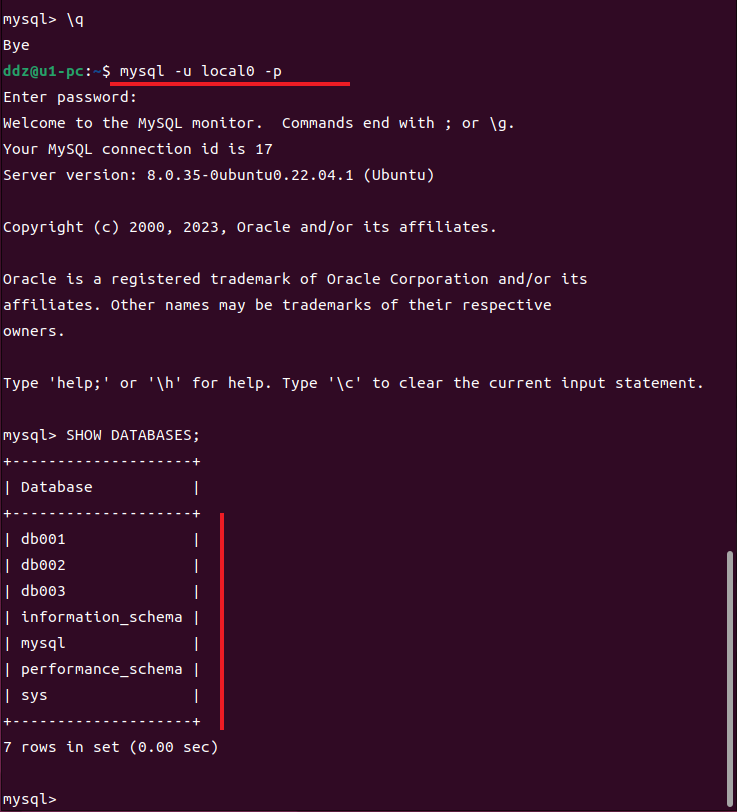 mysql> \q
Bye
ddz@u1-pc:~$ mysql -u local0 -p
Enter password:
Welcome to the MySQL monitor.  Commands end with ; or \g.
Your MySQL connection id is 17
Server version: 8.0.35-0ubuntu0.22.04.1 (Ubuntu)

Copyright (c) 2000, 2023, Oracle and/or its affiliates.

Oracle is a registered trademark of Oracle Corporation and/or its
affiliates. Other names may be trademarks of their respective
owners.

Type 'help;' or '\h' for help. Type '\c' to clear the current input statement.

mysql> SHOW DATABASES;
+--------------------+
| Database           |
+--------------------+
| db001              |
| db002              |
| db003              |
| information_schema |
| mysql              |
| performance_schema |
| sys                |
+--------------------+
7 rows in set (0.00 sec)

mysql>